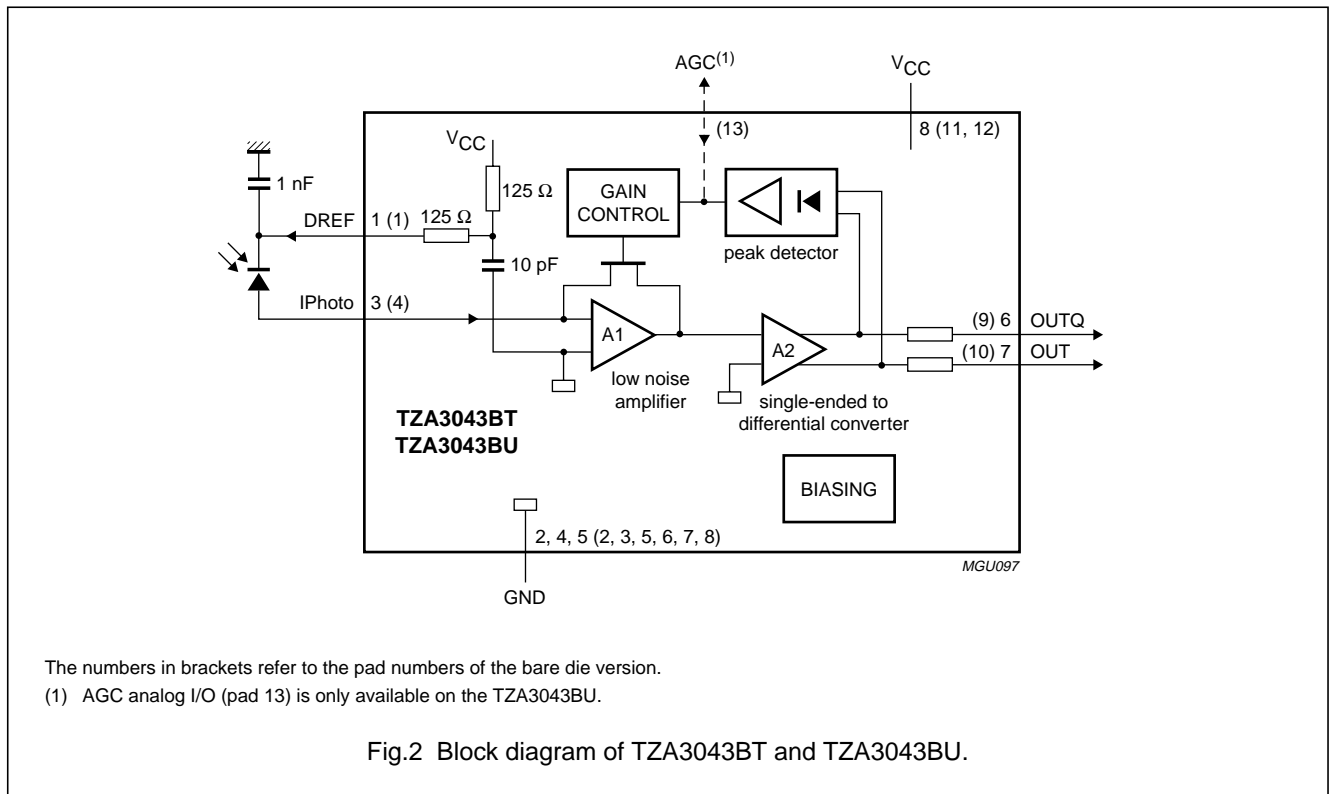 AGC(1)
VCC
(13)
8 (11, 12)
VCC
1 nF
125 Ω
GAIN
CONTROL
DREF
1 (1)
125 Ω
peak detector
10 pF
IPhoto
3 (4)
A1
A2
(9) 6
OUTQ
(10) 7
OUT
low noise
amplifier
single-ended to
differential converter
TZA3043BT
TZA3043BU
BIASING
2, 4, 5 (2, 3, 5, 6, 7, 8)
MGU097
GND
The numbers in brackets refer to the pad numbers of the bare die version.
(1) AGC analog I/O (pad 13) is only available on the TZA3043BU.
Fig.2 Block diagram of TZA3043BT and TZA3043BU.